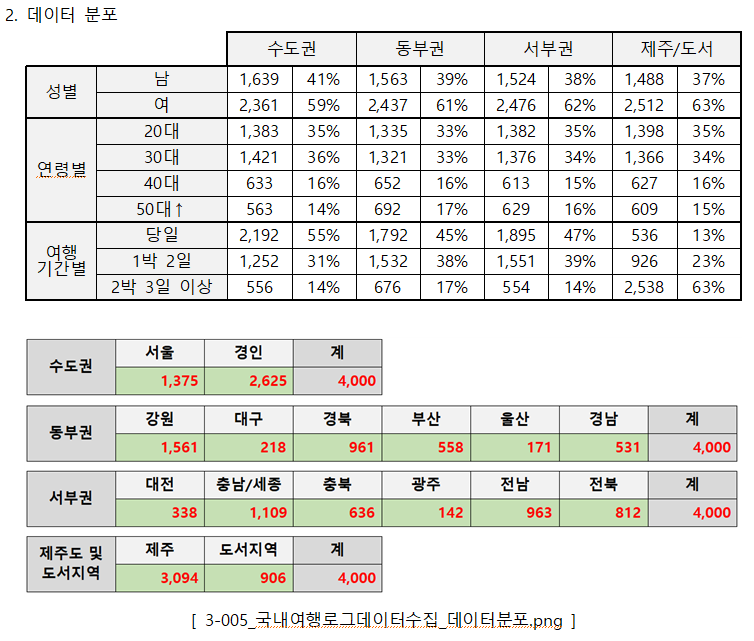 2. 데이터 분포
수도권 동부권 서부권 제주/도서
성별 남 1,639 41% 1,563 39% 1,524 38% 1,488 37%
여 2,361 59% 2,437 61% 2,476 62% 2,512 63%
연령별 20대 1,383 35% 1,335 33% 1,382 35% 1,398 35%
30대 1,421 36% 1,321 33% 1,376 34% 1,366 34%
40대 633 16% 652 16% 613 15% 627 16%
50대↑ 563 14% 692 17% 629 16% 609 15%
여행 기간별 당일 2,192 55% 1,792 45% 1,895 47% 536 13%
1박 2일 1,252 31% 1,532 38% 1,551 39% 926 23%
2박 3일 이상 556 14% 676 17% 554 14% 2,538 63%
수도권 서울 경인 계
1,375 2,625 4,000
동부권 강원 대구 경북 부산 울산 경남 계
1,561 218 961 558 171 531 4,000
서부권 대전 충남/세종 충북 광주 전남 전북 계
338 1,109 636 142 963 812 4,000
제주도 및 도서지역 제주 도서지역 계
3,094 906 4,000
[ 3-005_국내여행로그데이터수집_데이터분포.png ]